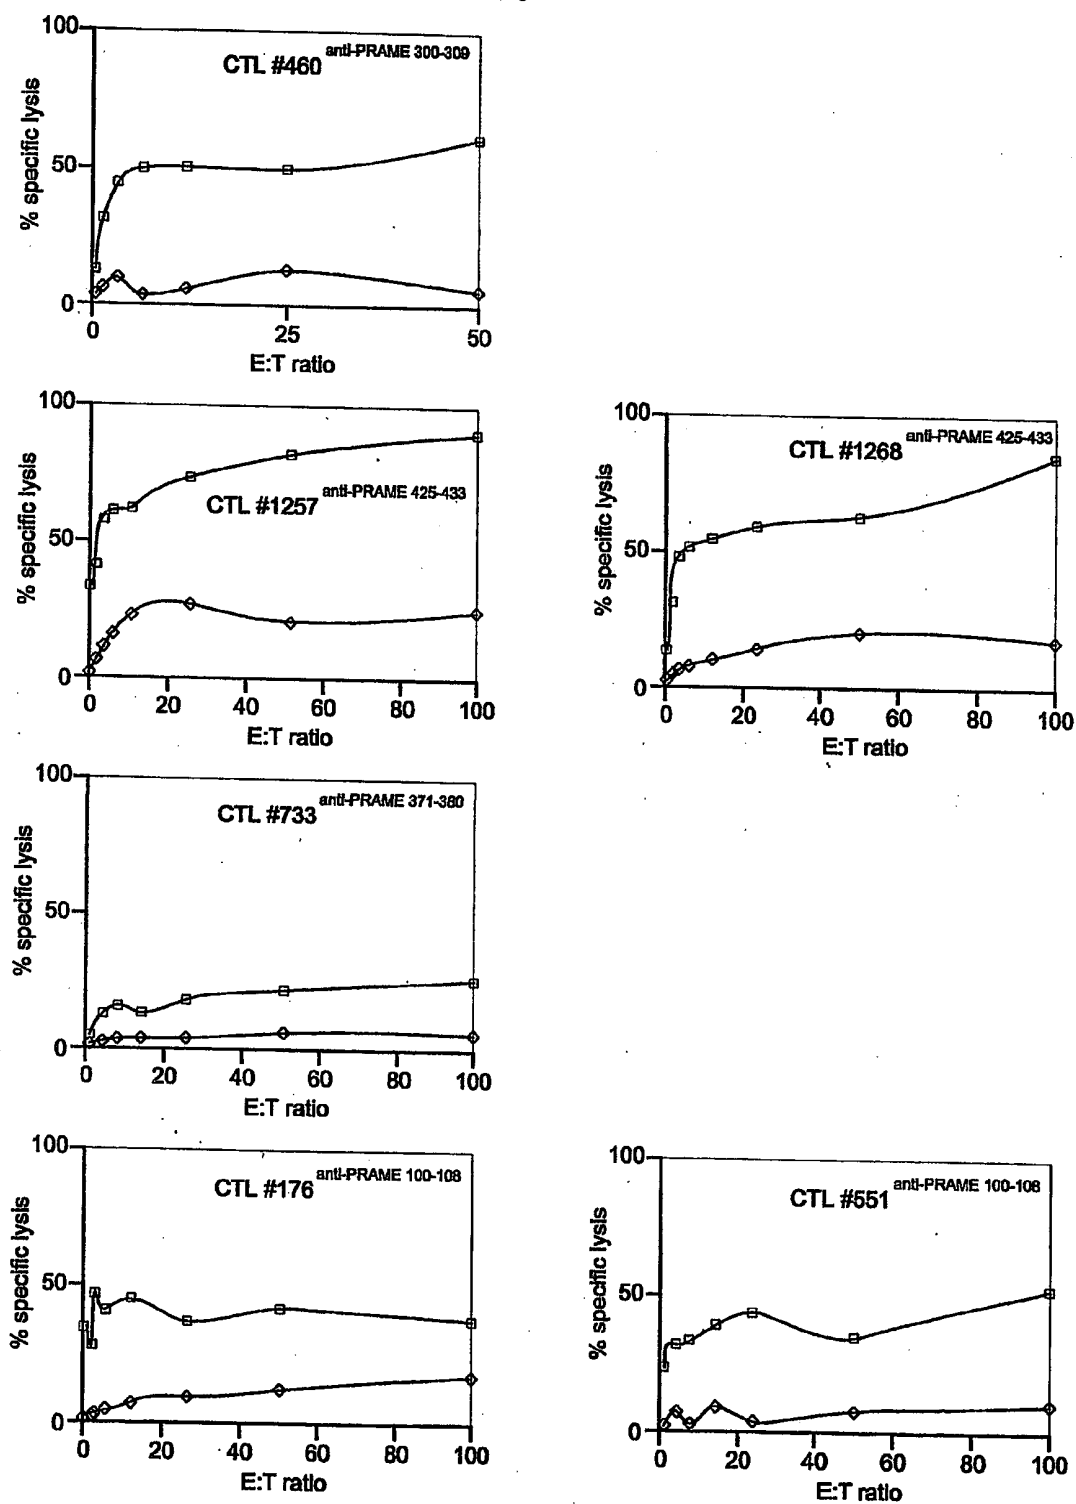 100
50
0
% specific lysis
CTL #460 anti-PRAME 300-309
0 25 50
E:T ratio
100
50
0
% specific lysis
CTL #1257 anti-PRAME 425-433
0 20 40 60 80 100
E:T ratio
100
50
0
% specific lysis
CTL #1268 anti-PRAME 425-433
0 20 40 60 80 100
E:T ratio
100
50
0
% specific lysis
CTL #733 anti-PRAME 371-380
0 20 40 60 80 100
E:T ratio
100
50
0
% specific lysis
CTL #176 anti-PRAME 100-108
0 20 40 60 80 100
E:T ratio
100
50
0
% specific lysis
CTL #551 anti-PRAME 100-108
0 20 40 60 80 100
E:T ratio